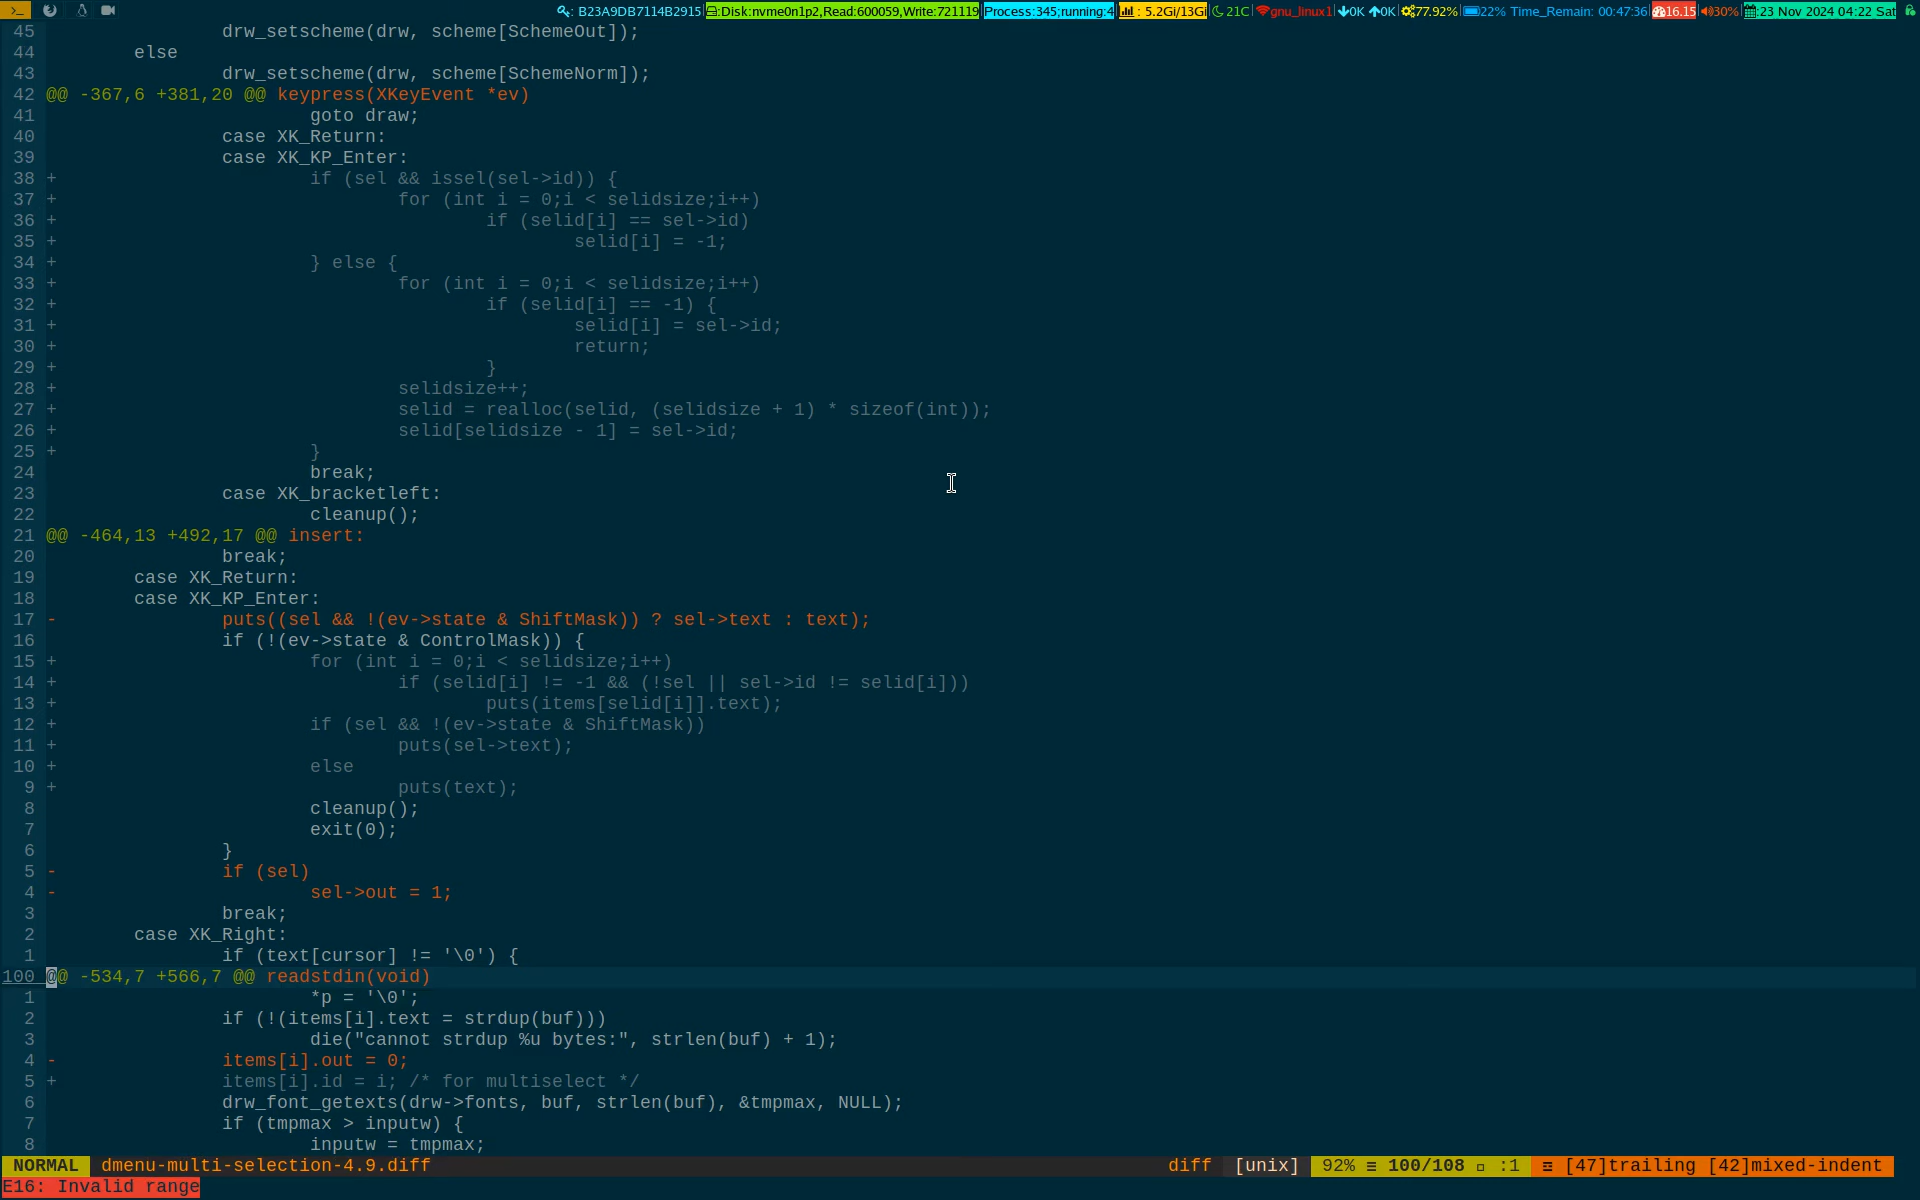 >_ : B23A9DB7114B2915 :Disk:nvme0n1p2,Read:600059,Write:721119 Process:345;running:4 : 5.2Gi/13Gi 21C gnu_linux1 0K 0K 77.92% 22% Time_Remain: 00:47:36 16.15 30% :23 Nov 2024 04:22 Sat
45 drw_setscheme(drw, scheme[SchemeOut]);
44 else
43 drw_setscheme(drw, scheme[SchemeNorm]);
42 @@ -367,6 +381,20 @@ keypress(XKeyEvent *ev)
41 goto draw;
40 case XK_Return:
39 case XK_KP_Enter:
38 + if (sel && issel(sel->id)) {
37 + for (int i = 0;i < selidsize;i++)
36 + if (selid[i] == sel->id)
35 + selid[i] = -1;
34 + } else {
33 + for (int i = 0;i < selidsize;i++)
32 + if (selid[i] == -1) {
31 + selid[i] = sel->id;
30 + return;
29 + }
28 + selidsize++;
27 + selid = realloc(selid, (selidsize + 1) * sizeof(int));
26 + selid[selidsize - 1] = sel->id;
25 + }
24 break;
23 case XK_bracketleft:
22 cleanup();
21 @@ -464,13 +492,17 @@ insert:
20 break;
19 case XK_Return:
18 case XK_KP_Enter:
17 - puts((sel && !(ev->state & ShiftMask)) ? sel->text : text);
16 if (!(ev->state & ControlMask)) {
15 + for (int i = 0;i < selidsize;i++)
14 + if (selid[i] != -1 && (!sel || sel->id != selid[i]))
13 + puts(items[selid[i]].text);
12 + if (sel && !(ev->state & ShiftMask))
11 + puts(sel->text);
10 + else
9 + puts(text);
8 cleanup();
7 exit(0);
6 }
5 - if (sel)
4 - sel->out = 1;
3 break;
2 case XK_Right:
1 if (text[cursor] != '\0') {
100 @@ -534,7 +566,7 @@ readstdin(void)
1 *p = '\0';
2 if (!(items[i].text = strdup(buf)))
3 die("cannot strdup %u bytes:", strlen(buf) + 1);
4 - items[i].out = 0;
5 + items[i].id = i; /* for multiselect */
6 drw_font_getexts(drw->fonts, buf, strlen(buf), &tmpmax, NULL);
7 if (tmpmax > inputw) {
8 inputw = tmpmax;
NORMAL dmenu-multi-selection-4.9.diff diff [unix] 92% ≡ 100/108 :1 ≡ [47]trailing [42]mixed-indent
E16: Invalid range